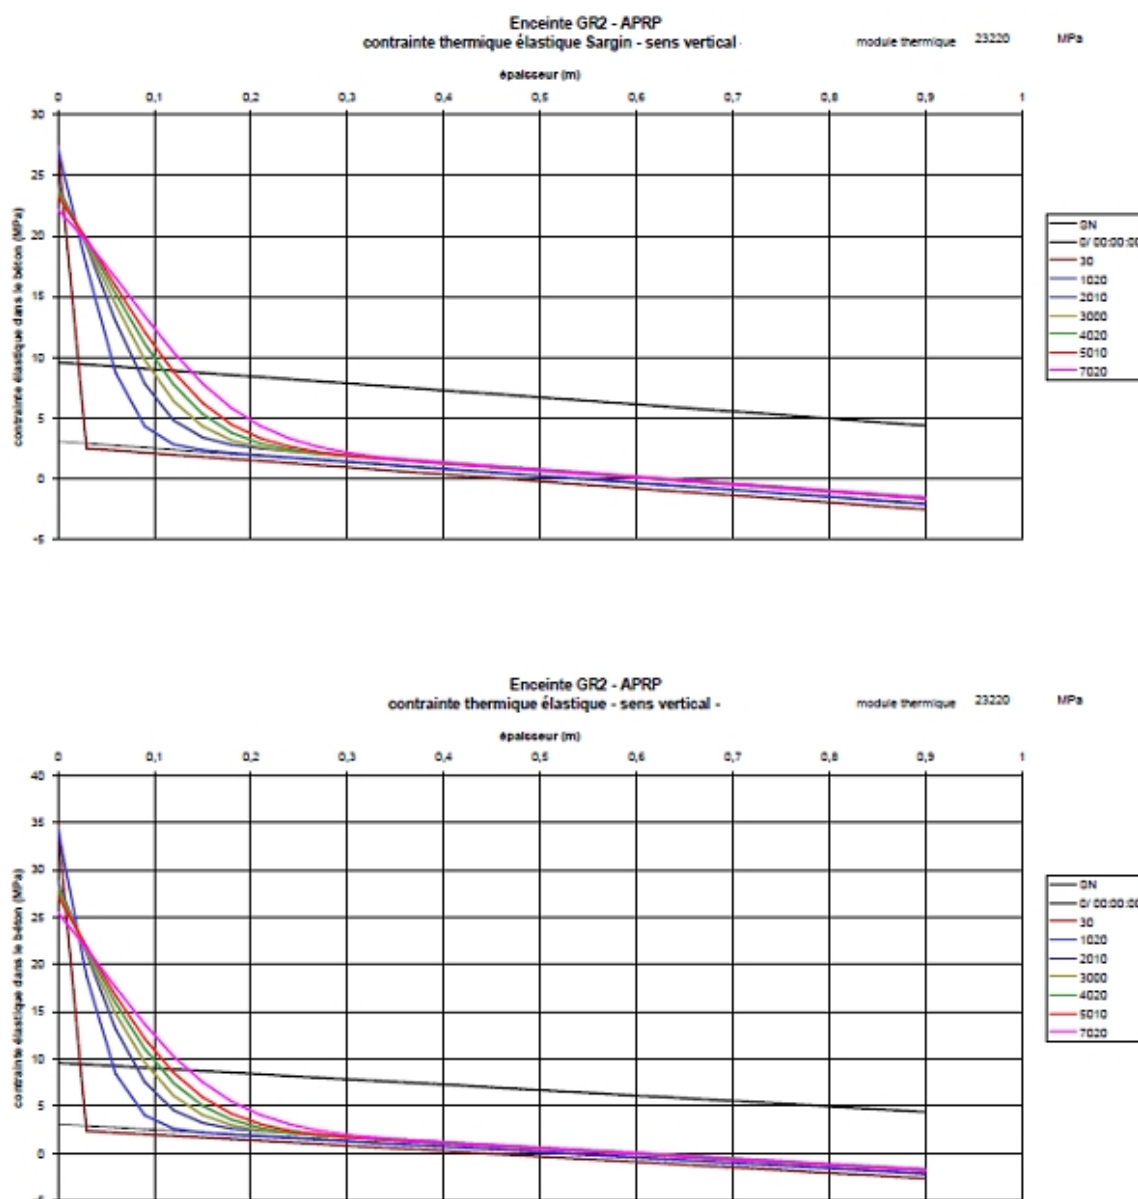 Enceinte GR2 - APRP
contrainte thermique élastique Sargin - sens vertical -
module thermique 23220 MPa
épaisseur (m)
0 0,1 0,2 0,3 0,4 0,5 0,6 0,7 0,8 0,9 1
contrainte élastique dans le béton (MPa)
30
25
20
15
10
5
0
-5
GN
0/ 00:00:00
30
1020
2010
3000
4020
5010
7020
Enceinte GR2 - APRP
contrainte thermique élastique - sens vertical -
module thermique 23220 MPa
épaisseur (m)
0 0,1 0,2 0,3 0,4 0,5 0,6 0,7 0,8 0,9 1
contrainte élastique dans le béton (MPa)
40
35
30
25
20
15
10
5
0
-5
GN
0/ 00:00:00
30
1020
2010
3000
4020
5010
7020